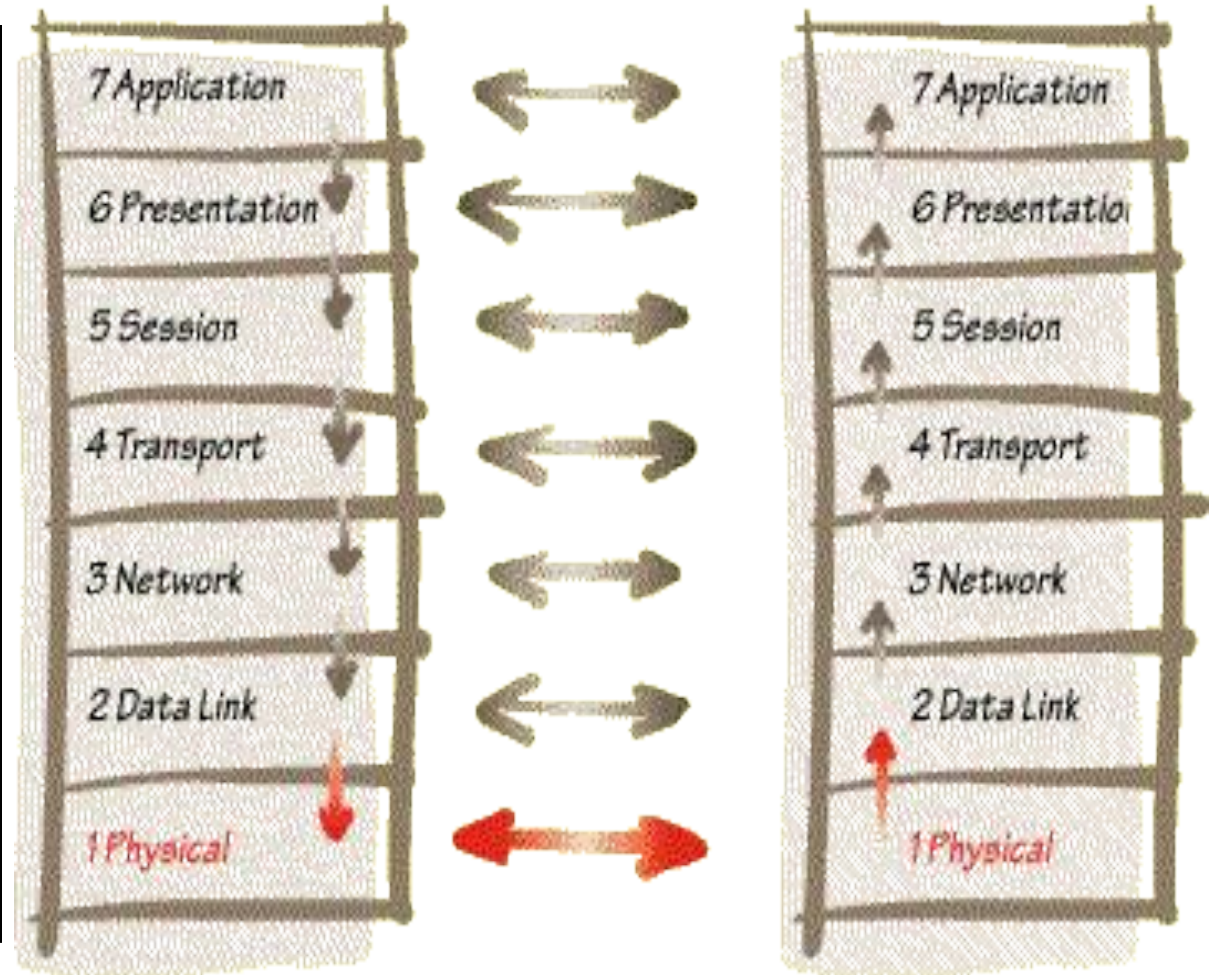 7 Application
6 Presentation
5 Session
4 Transport
3 Network
2 Data Link
1 Physical
7 Application
6 Presentatio
5 Session
4 Transport
3 Network
2 Data Link
1 Physical